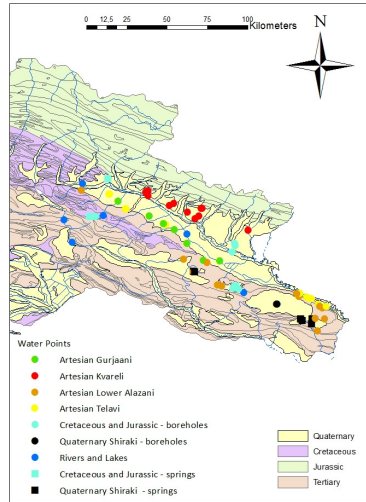 0 12.5 25 50 75 100
Kilometers
N
Water Points
Artesian Gurjaani
Artesian Kvareli
Artesian Lower Alazani
Artesian Telavi
Cretaceous and Jurassic - boreholes
Quaternary Shiraki - boreholes
Rivers and Lakes
Cretaceous and Jurassic - springs
Quaternary Shiraki - springs
Quaternary
Cretaceous
Jurassic
Tertiary